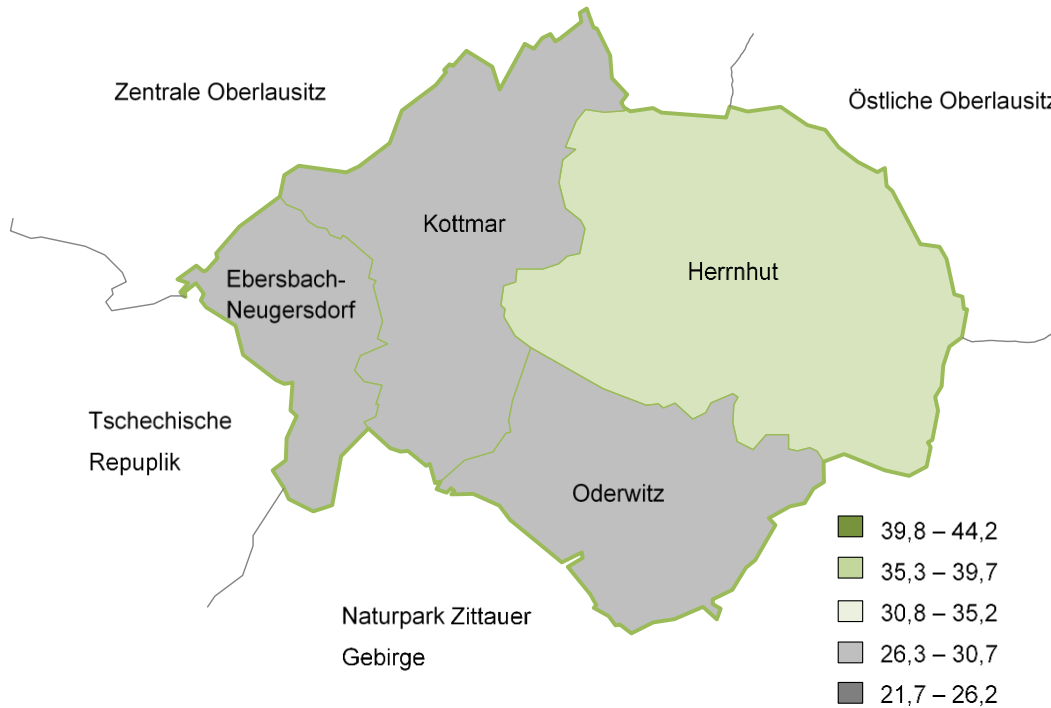 Zentrale Oberlausitz
Östliche Oberlausitz
Kottmar
Herrnhut
Ebersbach-
Neugersdorf
Tschechische
Repuplik
Oderwitz
Naturpark Zittauer
Gebirge
39,8 – 44,2
35,3 – 39,7
30,8 – 35,2
26,3 – 30,7
21,7 – 26,2